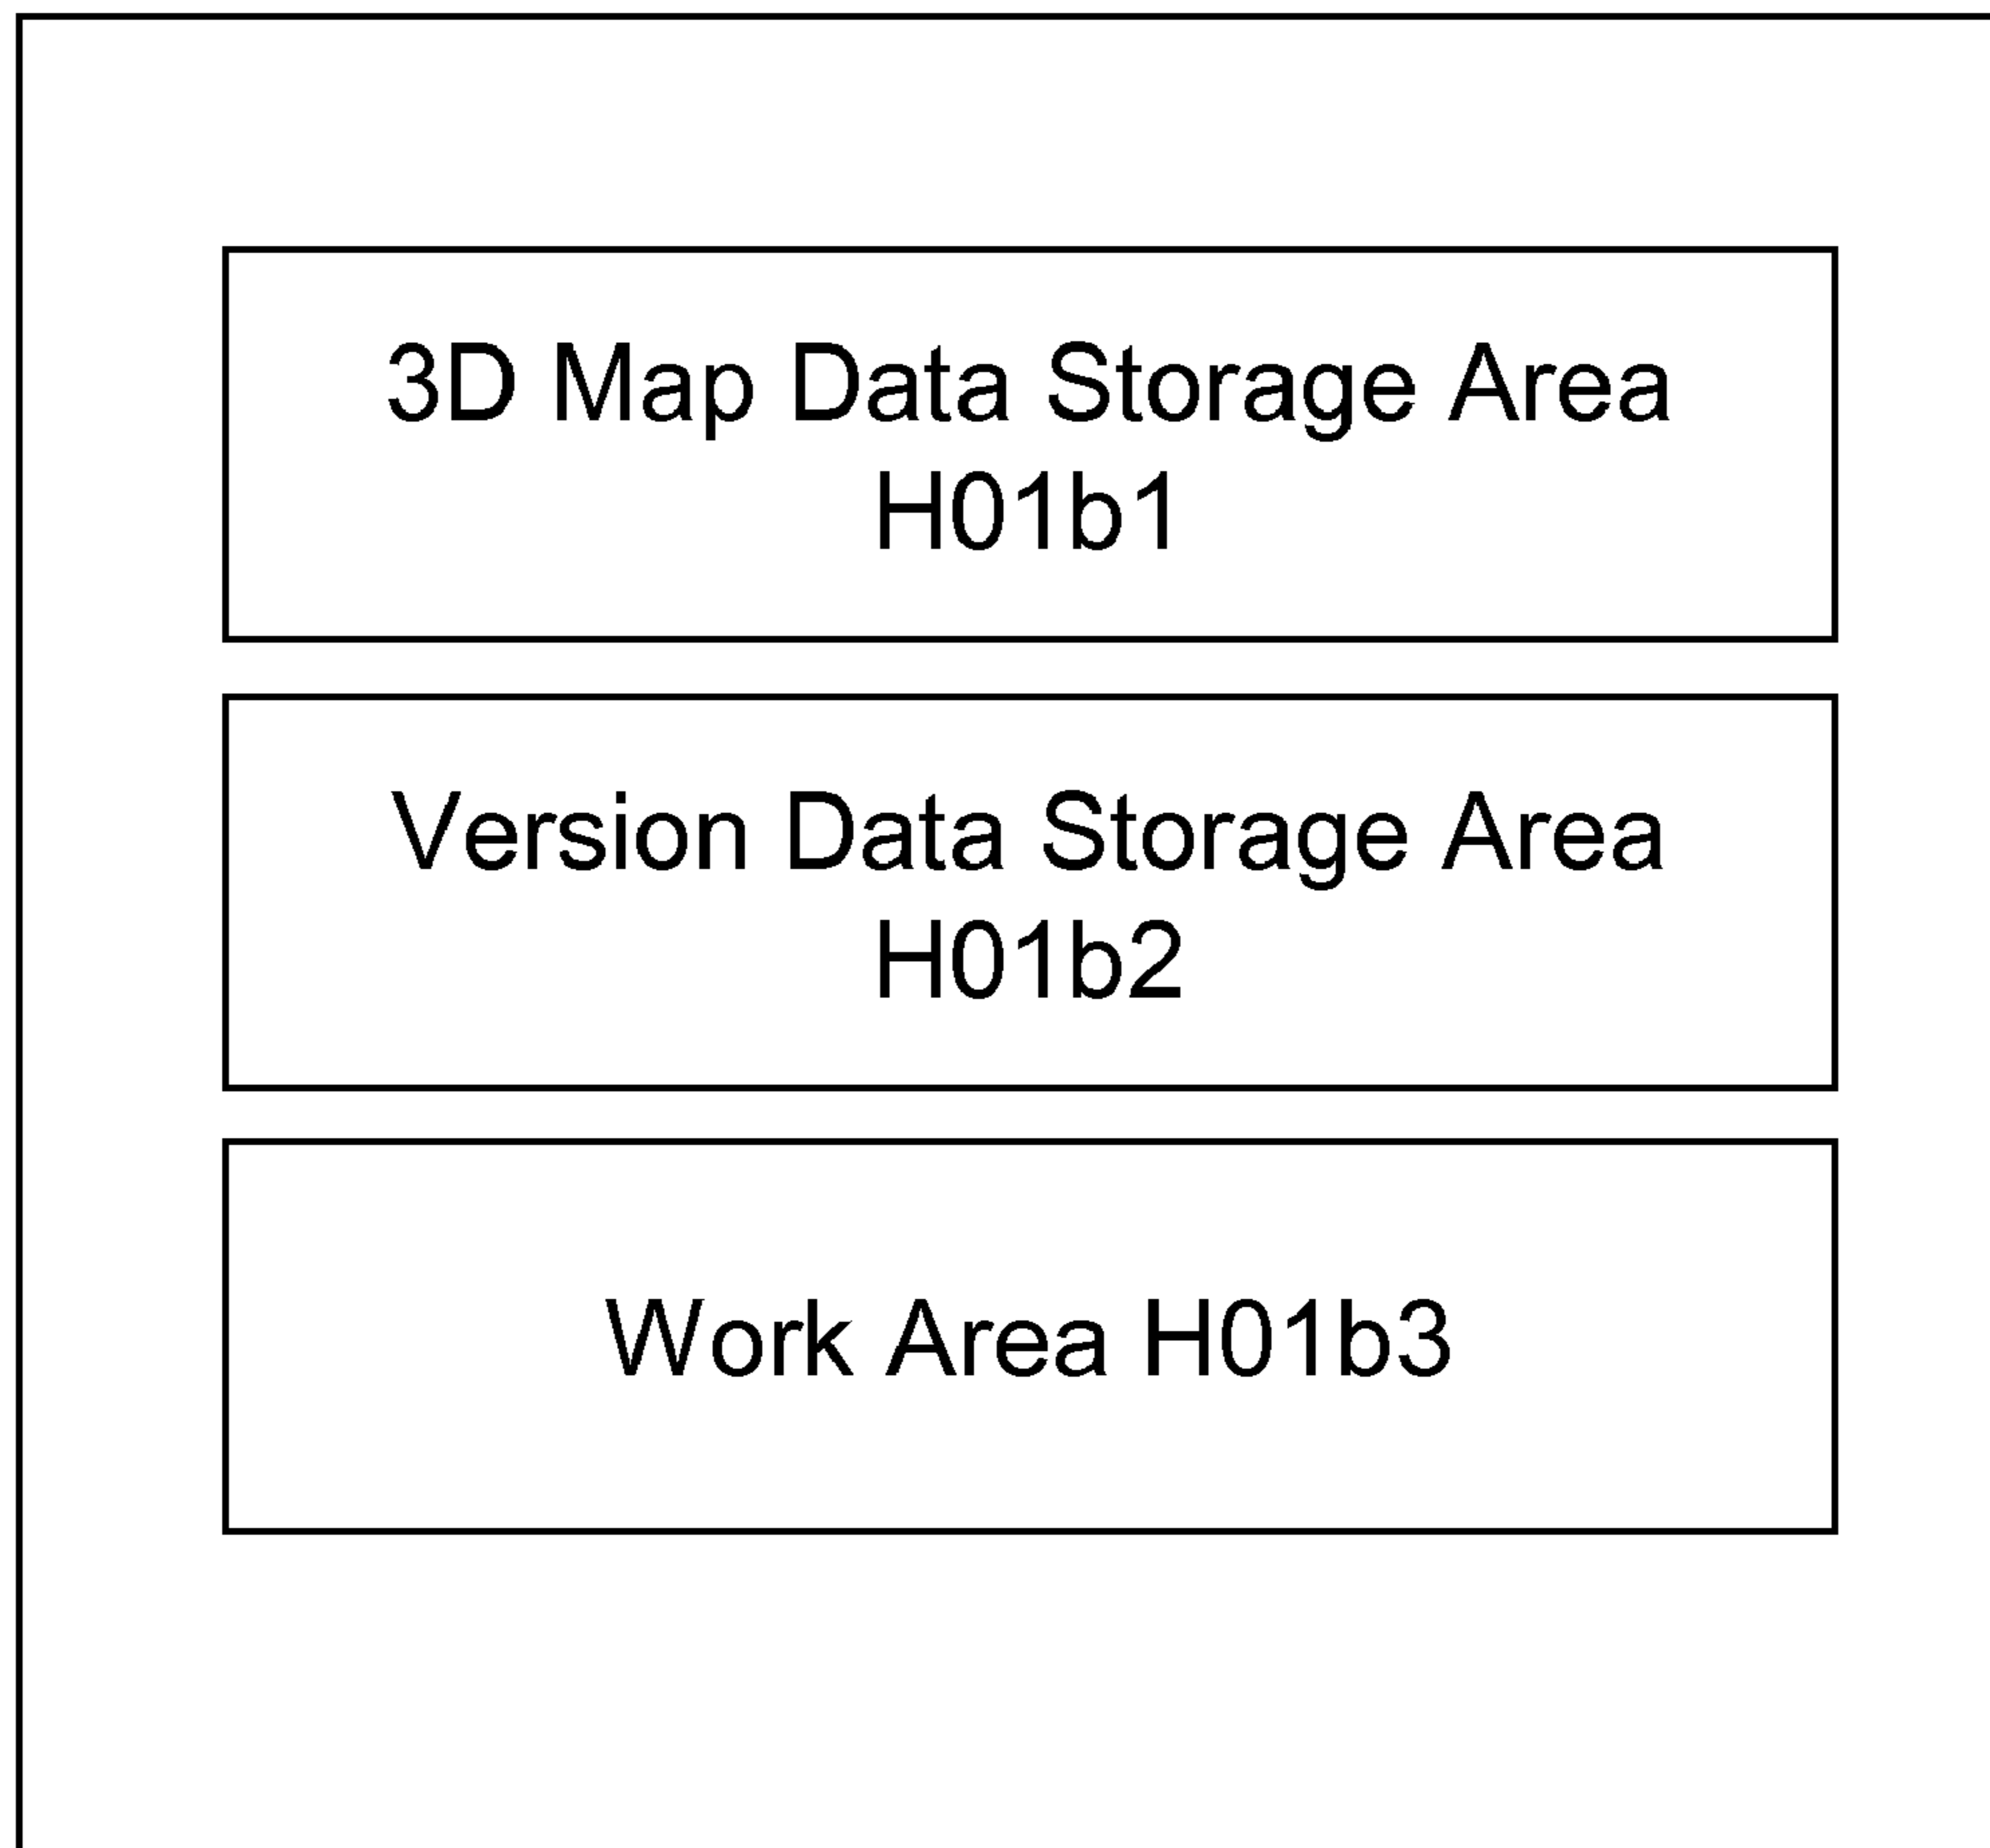 3D Map Data Storage Area
H01b1
Version Data Storage Area
H01b2
Work Area H01b3